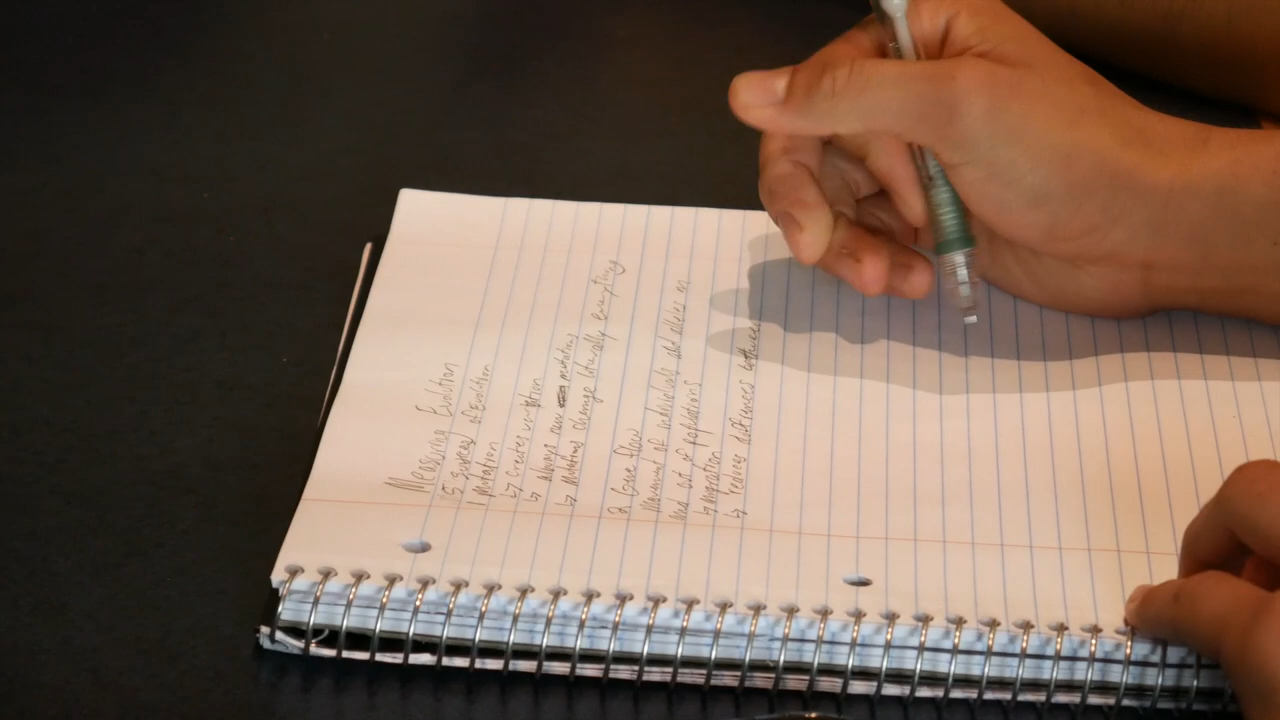 Measuring Evolution
5 sources of Evolution
1 Mutation
↳ Creates variation
↳ Always new mutations
↳ Mutations change literally everything
2 Gene flow
Movement of individuals and alleles in
and out of populations
↳ Migration
↳ reduces differences between